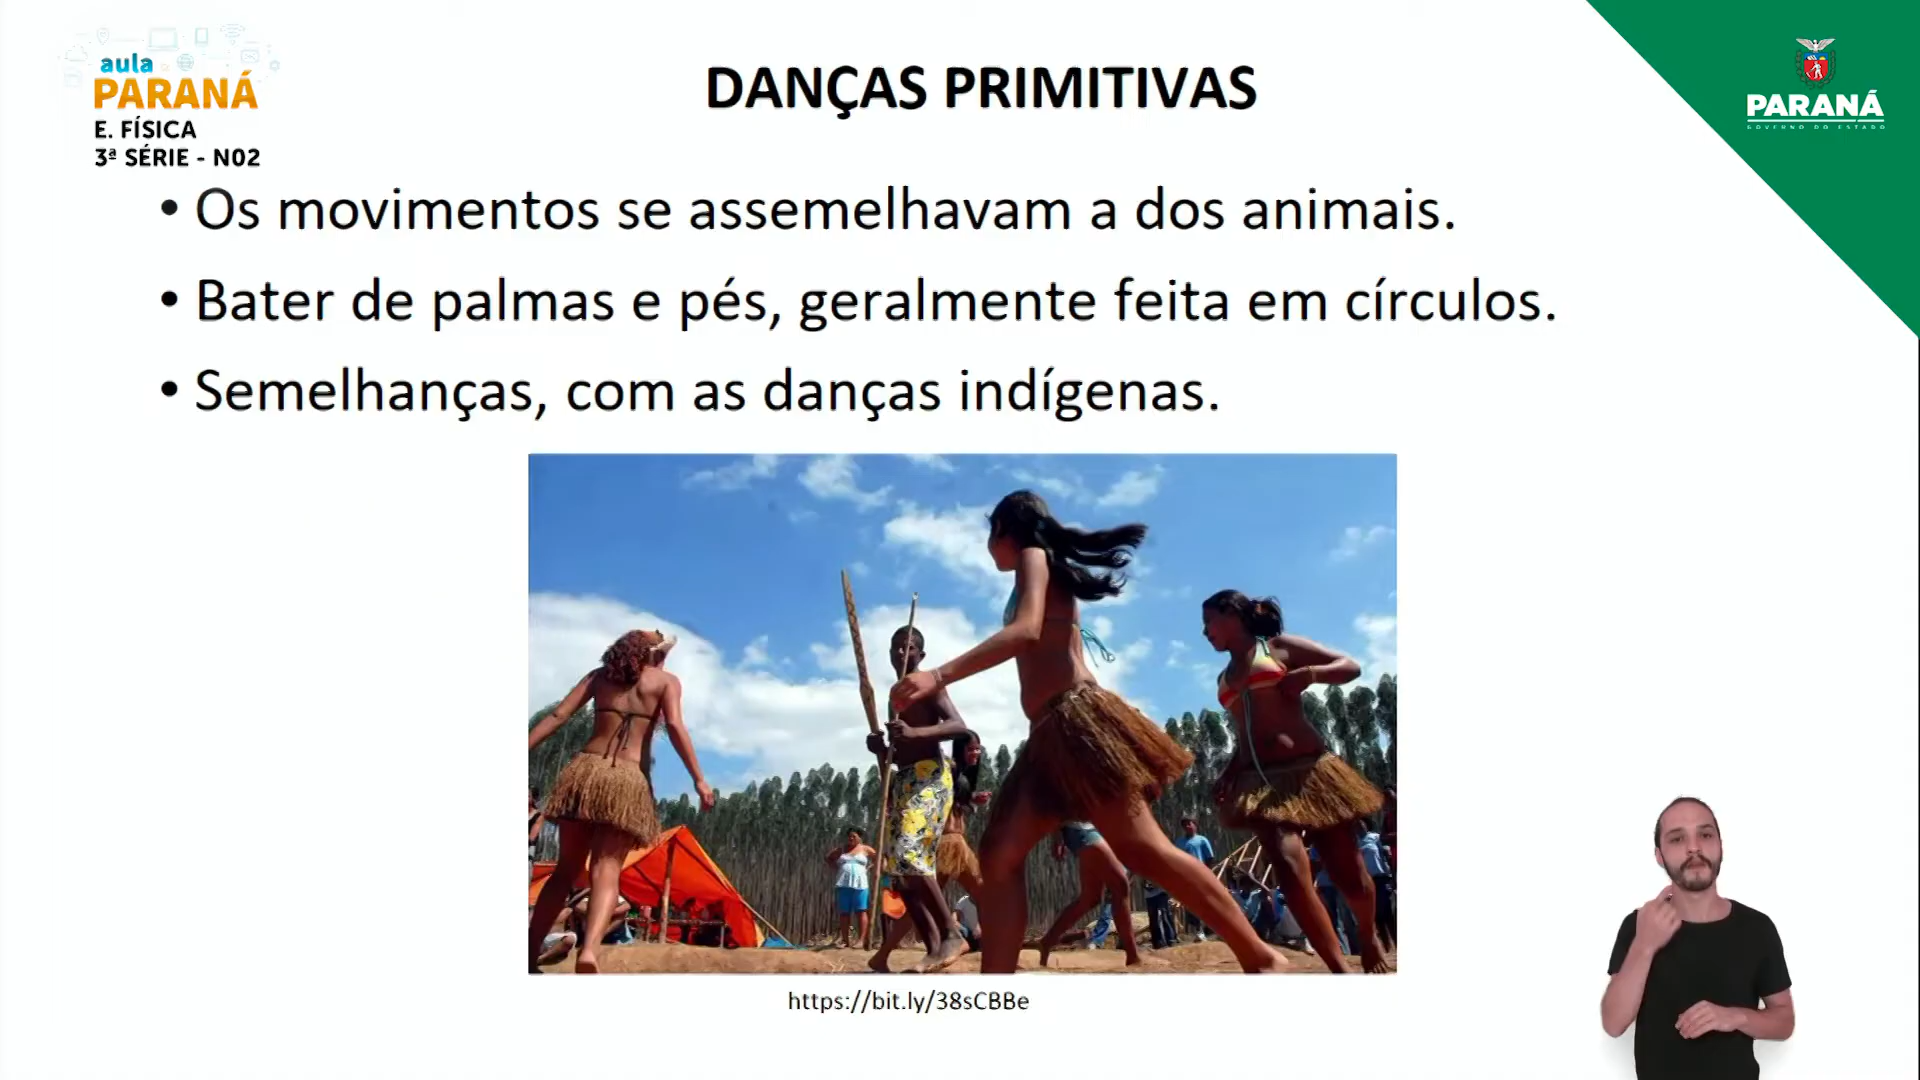 aula
PARANÁ
E. FÍSICA
3ª SÉRIE - N02
DANÇAS PRIMITIVAS
PARANÁ
GOVERNO DO ESTADO
• Os movimentos se assemelhavam a dos animais.
• Bater de palmas e pés, geralmente feita em círculos.
• Semelhanças, com as danças indígenas.
https://bit.ly/38sCBBe